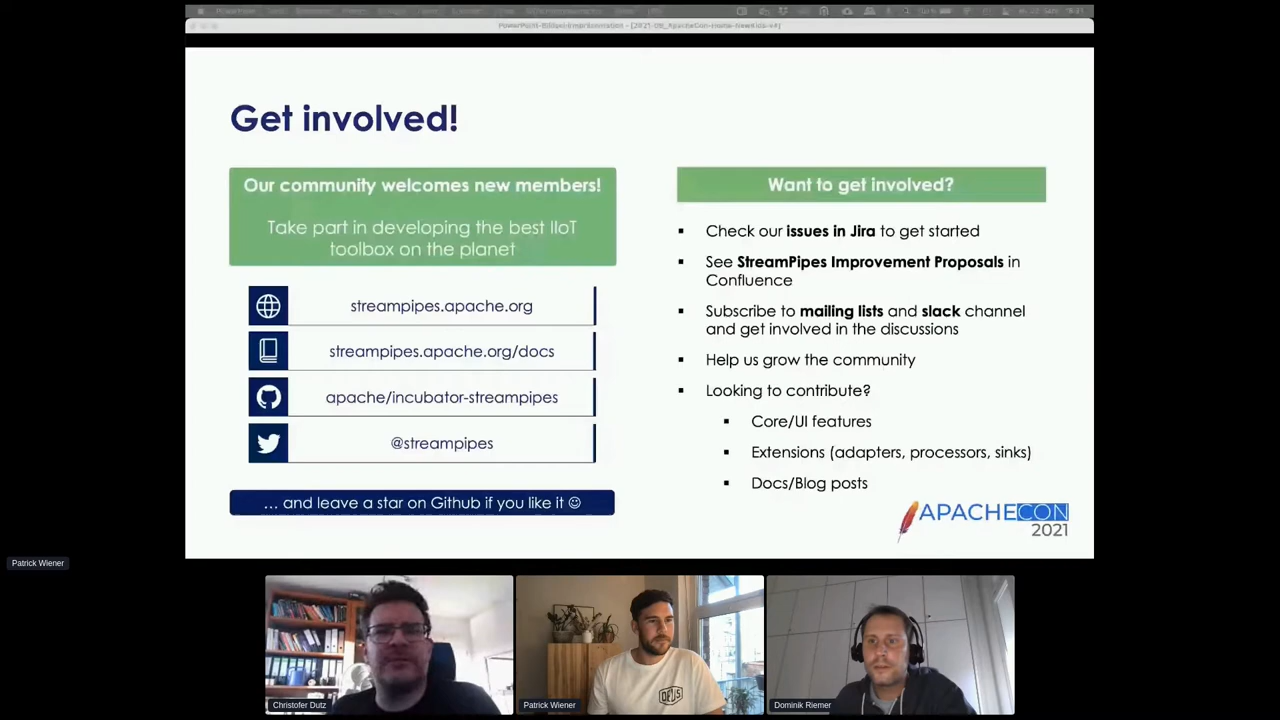 Get involved!
Our community welcomes new members!
Take part in developing the best IIoT
toolbox on the planet
streampipes.apache.org
streampipes.apache.org/docs
apache/incubator-streampipes
@streampipes
... and leave a star on Github if you like it ☺
Want to get involved?
▪ Check our issues in Jira to get started
▪ See StreamPipes Improvement Proposals in
Confluence
▪ Subscribe to mailing lists and slack channel
and get involved in the discussions
▪ Help us grow the community
▪ Looking to contribute?
▪ Core/UI features
▪ Extensions (adapters, processors, sinks)
▪ Docs/Blog posts
APACHECON
2021
Patrick Wiener
DEUS
Christofer Dutz
Patrick Wiener
Dominik Riemer